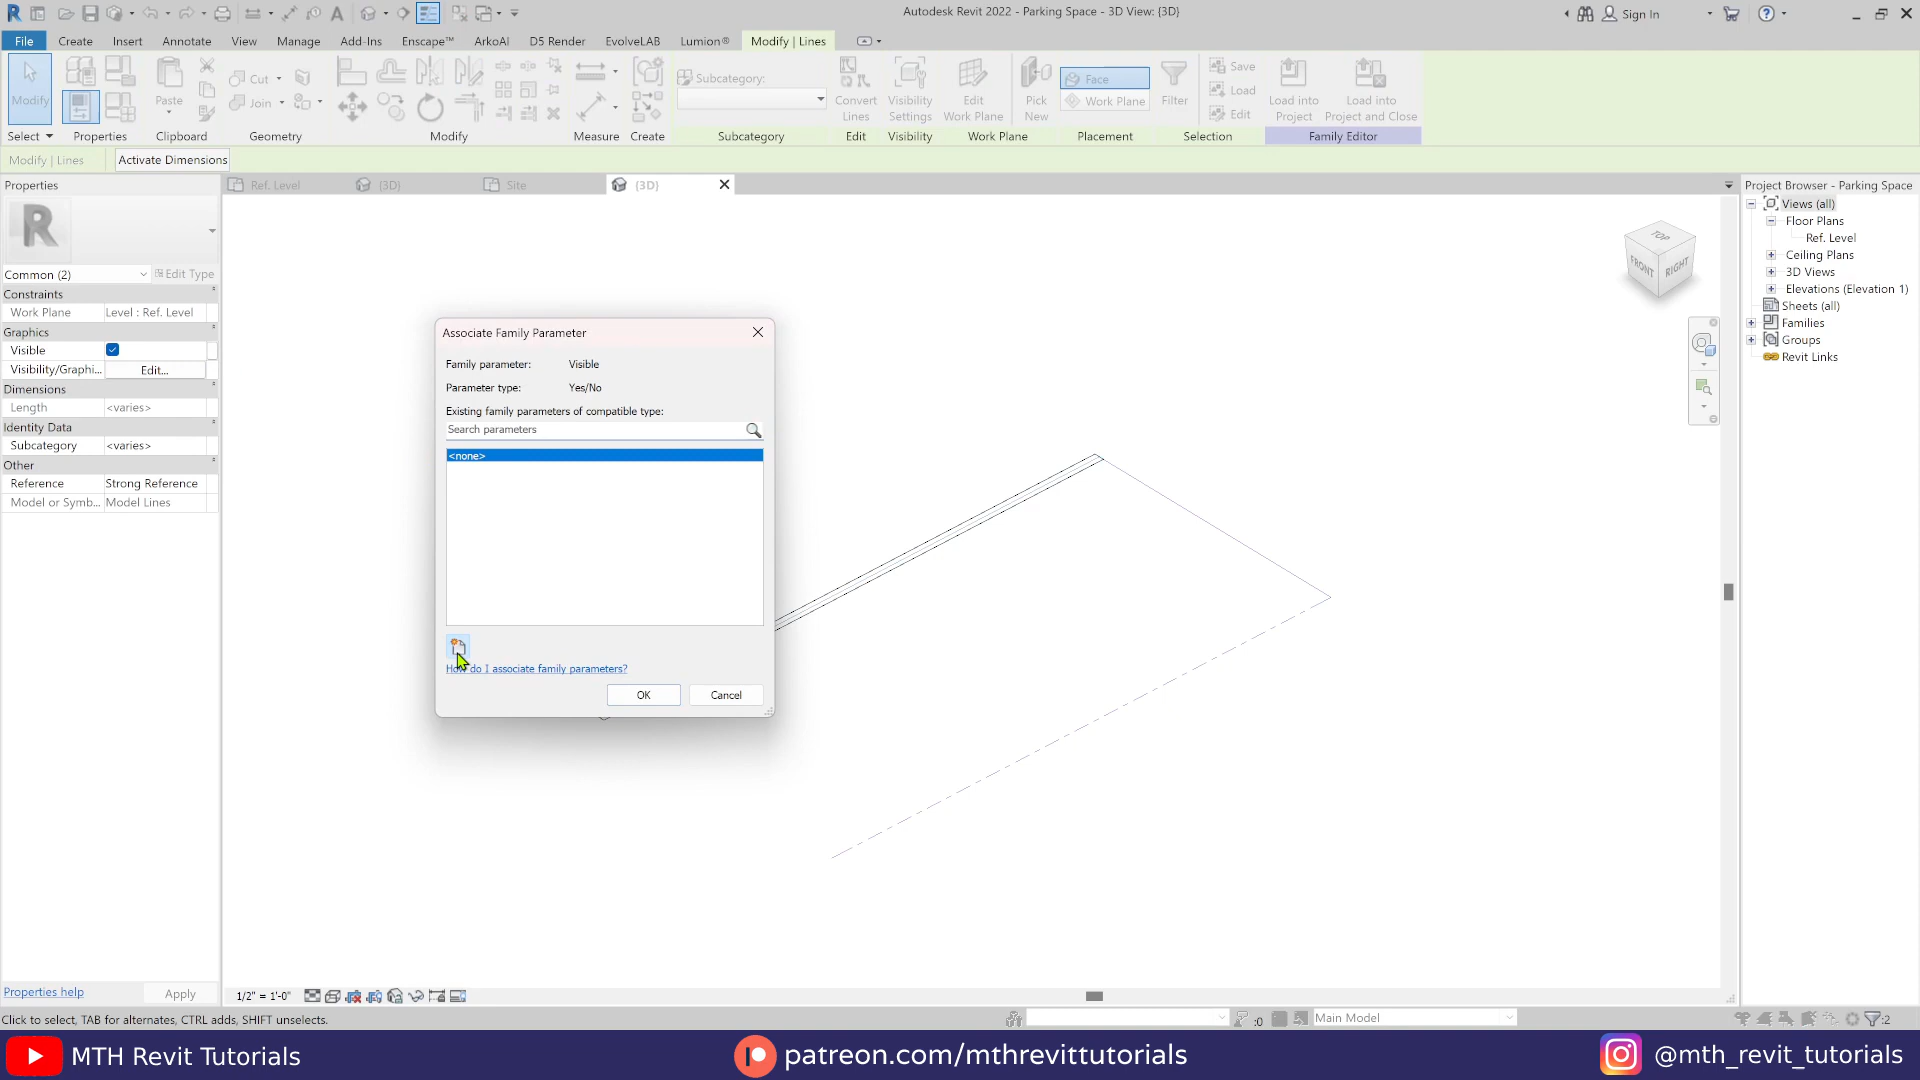 Autodesk Revit 2022 - Parking Space - 3D View: {3D}
Sign In
File Create Insert Annotate View Manage Add-Ins Enscape™ ArkoAI D5 Render EvolveLAB Lumion® Modify | Lines
Modify
Paste
Cut
Join
Subcategory:
Convert Lines
Visibility Settings
Edit Work Plane
Pick New
Face
Work Plane
Filter
Save
Load
Edit
Load into Project
Load into Project and Close
Select Properties Clipboard Geometry Modify Measure Create Subcategory Edit Visibility Work Plane Placement Selection Family Editor
Modify | Lines
Activate Dimensions
Properties
Ref. Level
{3D}
Site
{3D}
Project Browser - Parking Space
Common (2)
Edit Type
Constraints
Work Plane Level : Ref. Level
Graphics
Visible
Visibility/Graphi... Edit...
Dimensions
Length <varies>
Identity Data
Subcategory <varies>
Other
Reference Strong Reference
Model or Symb... Model Lines
Associate Family Parameter
Family parameter: Visible
Parameter type: Yes/No
Existing family parameters of compatible type:
Search parameters
<none>
How do I associate family parameters?
OK
Cancel
TOP
FRONT
RIGHT
Views (all)
Floor Plans
Ref. Level
Ceiling Plans
3D Views
Elevations (Elevation 1)
Sheets (all)
Families
Groups
Revit Links
Properties help
Apply
1/2" = 1'-0"
Click to select, TAB for alternates, CTRL adds, SHIFT unselects.
:0
Main Model
:2
MTH Revit Tutorials
patreon.com/mthrevittutorials
@mth_revit_tutorials